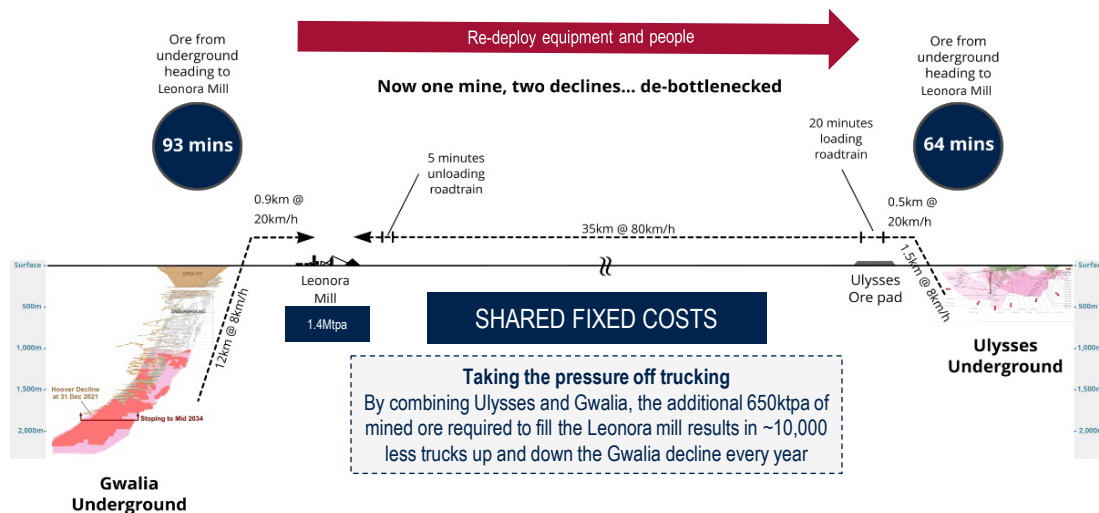 Re-deploy equipment and people
Ore from
underground
heading to
Leonora Mill
93 mins
Now one mine, two declines... de-bottlenecked
Ore from
underground
heading to
Leonora Mill
64 mins
5 minutes
unloading
roadtrain
20 minutes
loading
roadtrain
0.9km @
20km/h
35km @ 80km/h
0.5km @
20km/h
1.5km @ 8km/h
12km @ 8km/h
Surface
500m
1,000m
1,500m
2,000m
OPEN PIT
UNDERGROUND
Hoover Decline
at 31 Dec 2021
Stoping to Mid 2034
Gwalia
Underground
Leonora
Mill
1.4Mtpa
SHARED FIXED COSTS
Ulysses
Ore pad
Ulysses
Underground
Taking the pressure off trucking
By combining Ulysses and Gwalia, the additional 650ktpa of
mined ore required to fill the Leonora mill results in ~10,000
less trucks up and down the Gwalia decline every year
500m
1,000m
1,500m
2,000m